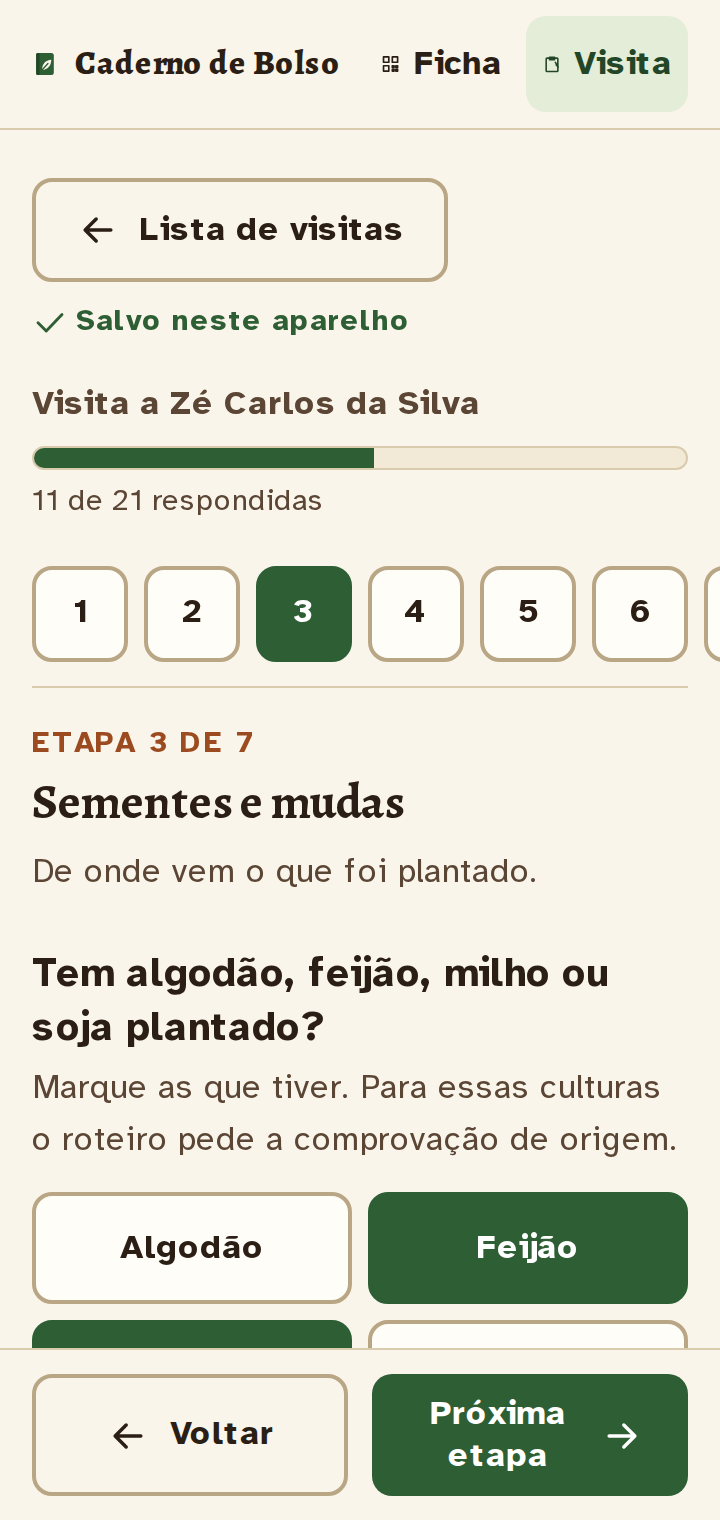 Caderno de Bolso
Ficha
Visita
Lista de visitas
Salvo neste aparelho
Visita a Zé Carlos da Silva
11 de 21 respondidas
1 2 3 4 5 6
ETAPA 3 DE 7
Sementes e mudas
De onde vem o que foi plantado.
Tem algodão, feijão, milho ou
soja plantado?
Marque as que tiver. Para essas culturas
o roteiro pede a comprovação de origem.
Algodão
Feijão
Voltar
Próxima
etapa